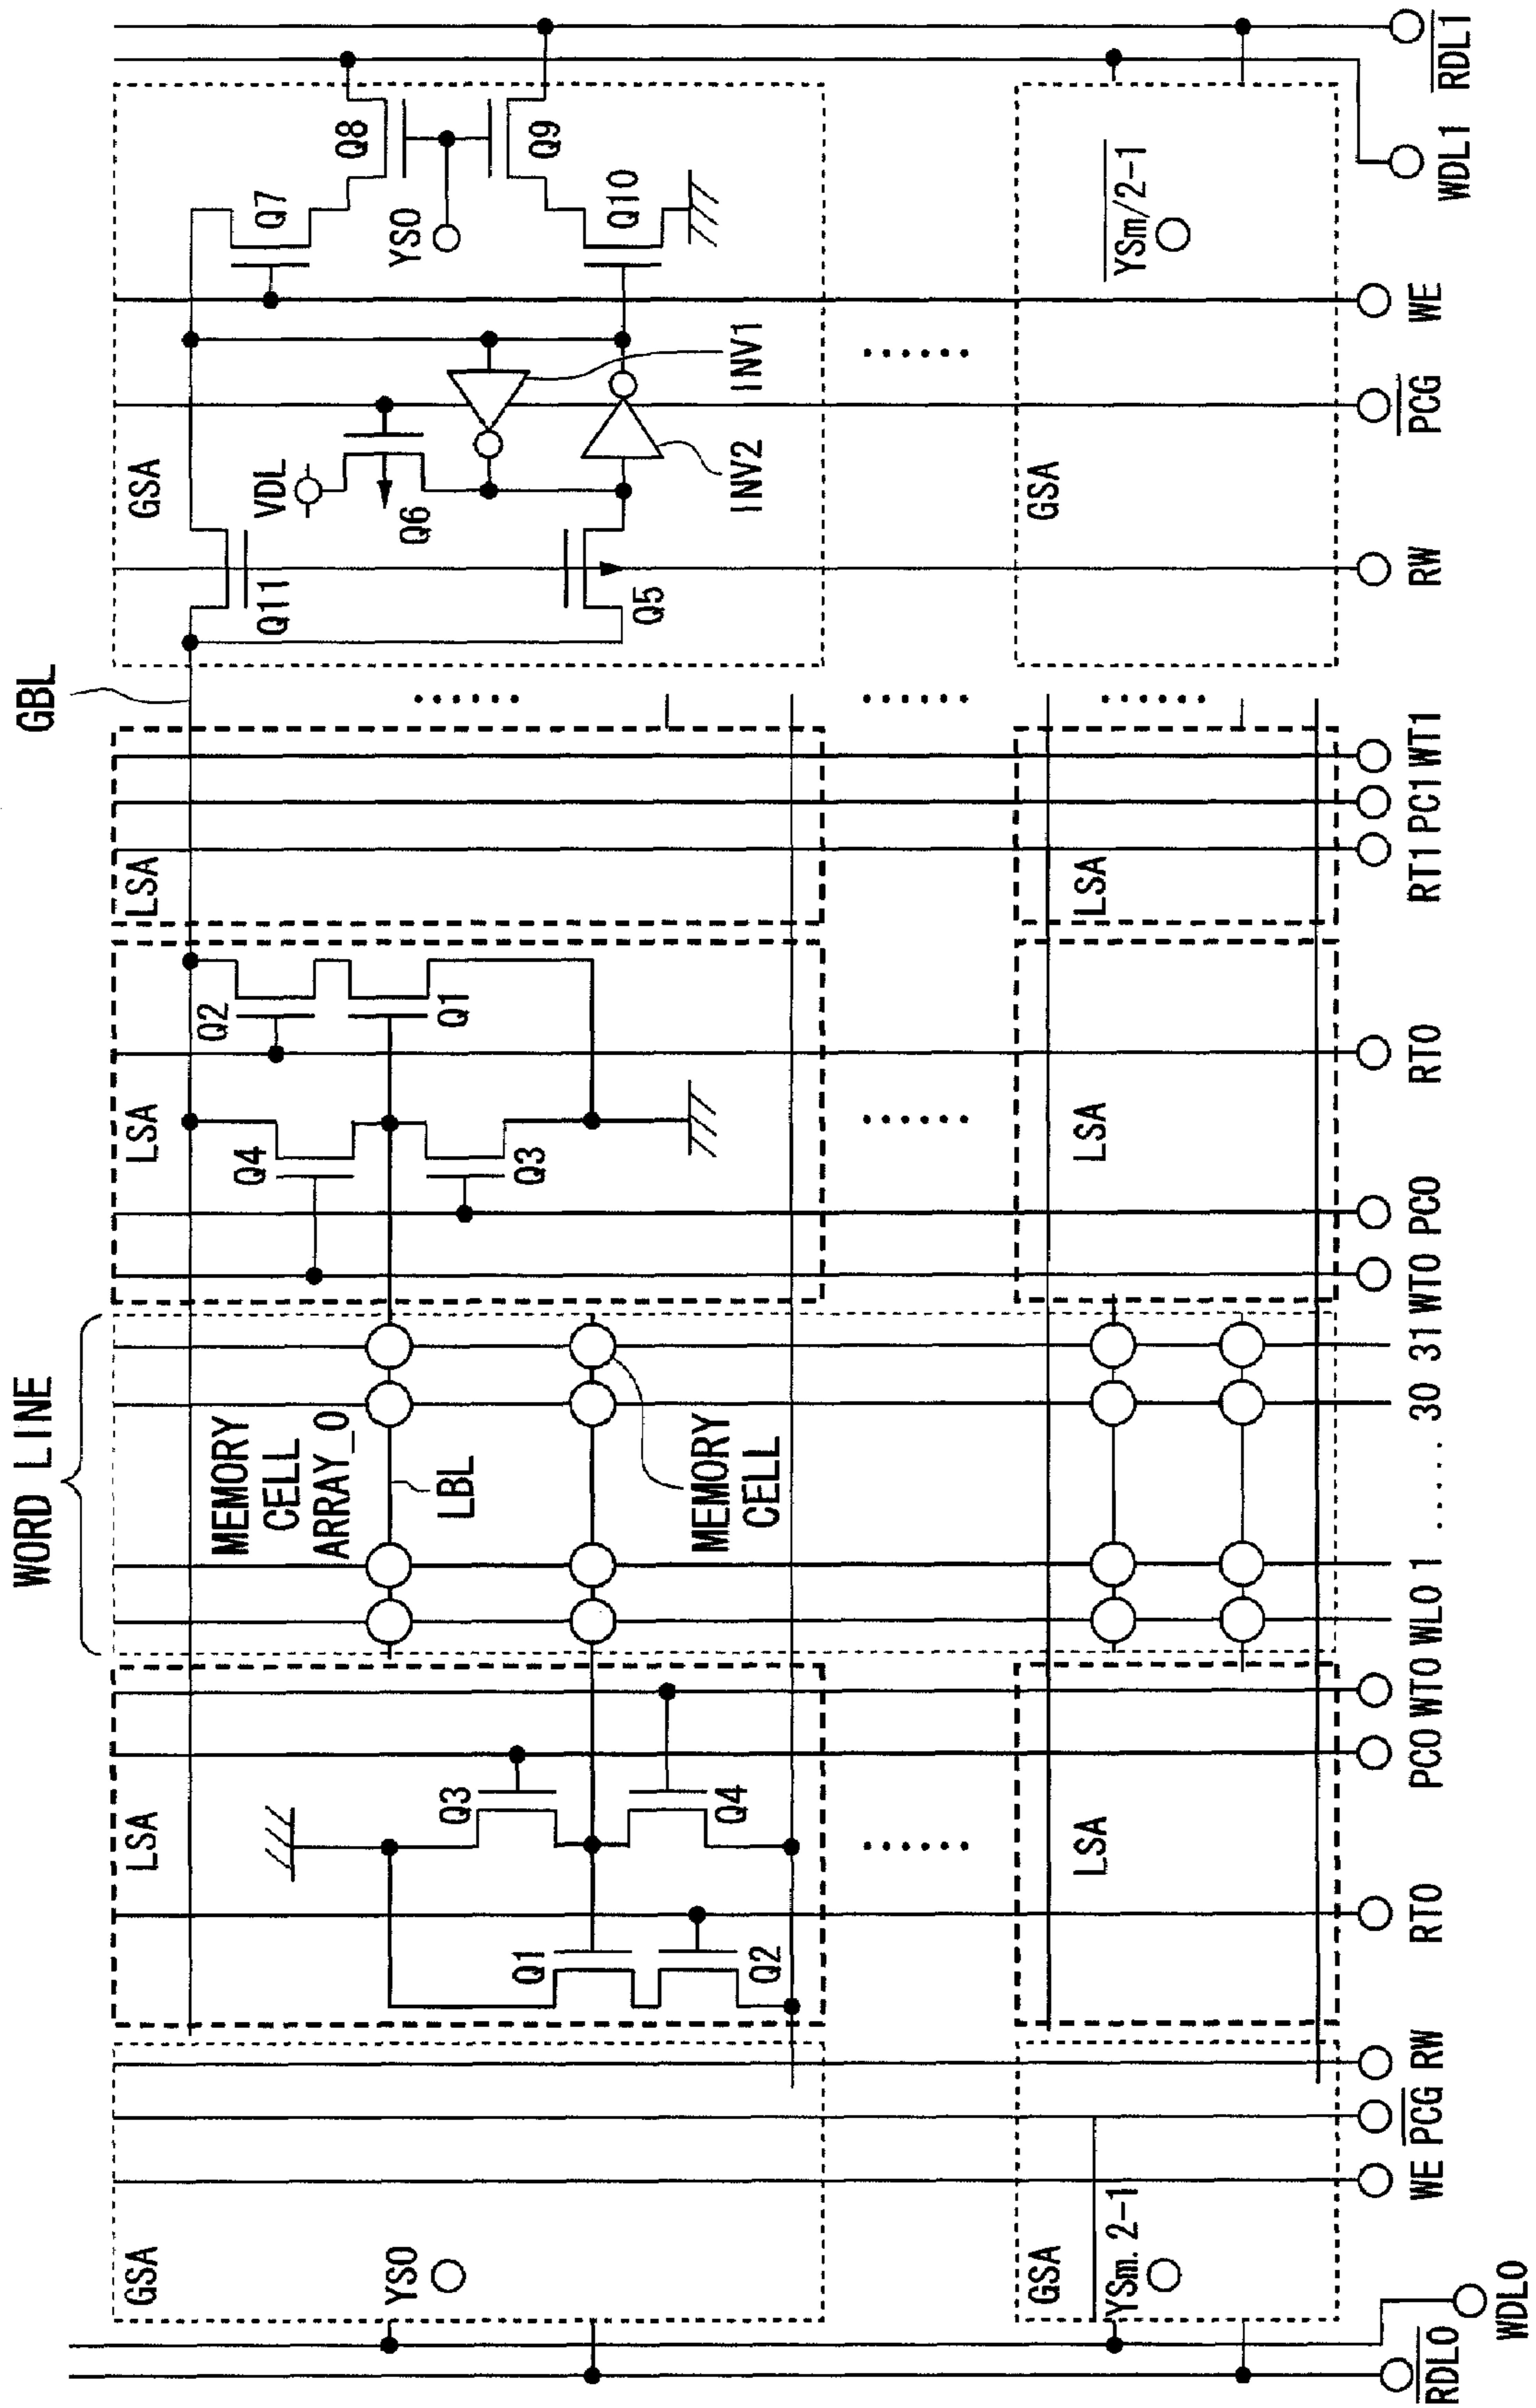 WORD LINE
GBL
GSA
YS0
RDL0
WDL0
WE
PCG
RW
LSA
Q1
Q2
Q3
Q4
RT0
PC0
WT0
MEMORY
CELL
ARRAY_0
LBL
MEMORY
CELL
WL0 1 ..... 30 31
LSA
Q4
Q3
Q2
Q1
WT0
PC0
RT0
LSA
RT1
PC1
WT1
GSA
Q11
Q5
VDL
Q6
INV2
INV1
Q7
Q8
YS0
Q9
Q10
RW
PCG
WE
WDL1
RDL1
GSA
YSm.2-1
LSA
LSA
LSA
GSA
YSm/2-1